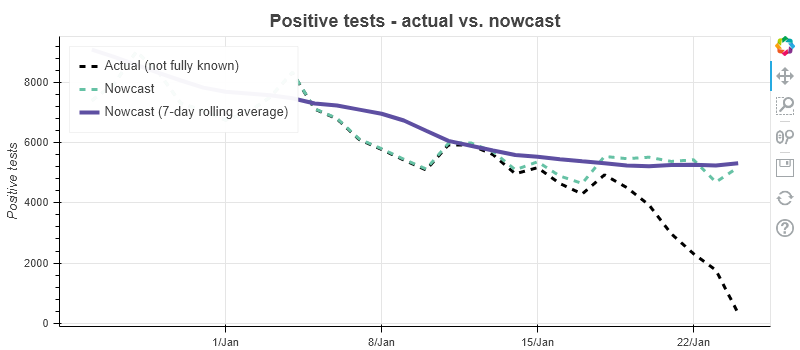 Positive tests - actual vs. nowcast
Actual (not fully known)
Nowcast
Nowcast (7-day rolling average)
Positive tests
8000
6000
4000
2000
0
1/Jan
8/Jan
15/Jan
22/Jan